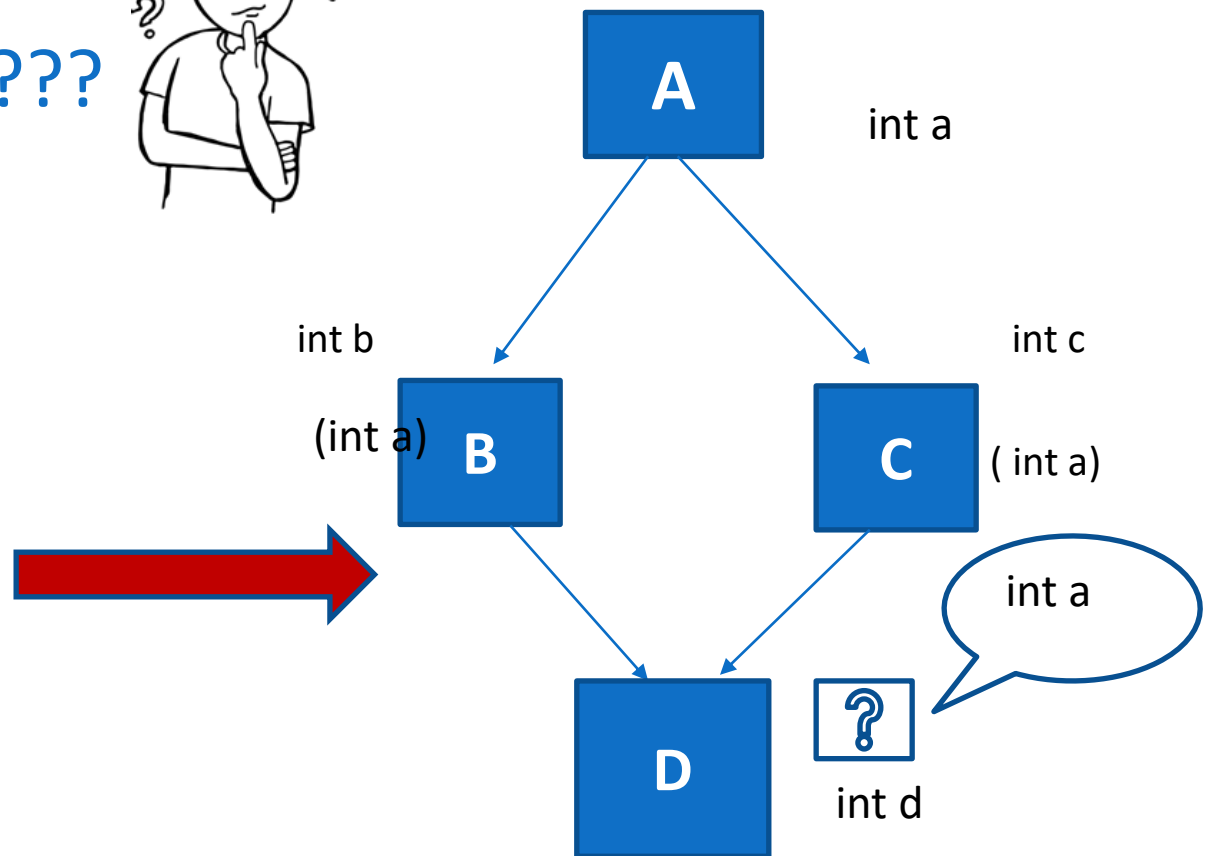 ???
A
int a
int b
int c
(int a)
B
C
( int a)
int a
?
D
int d